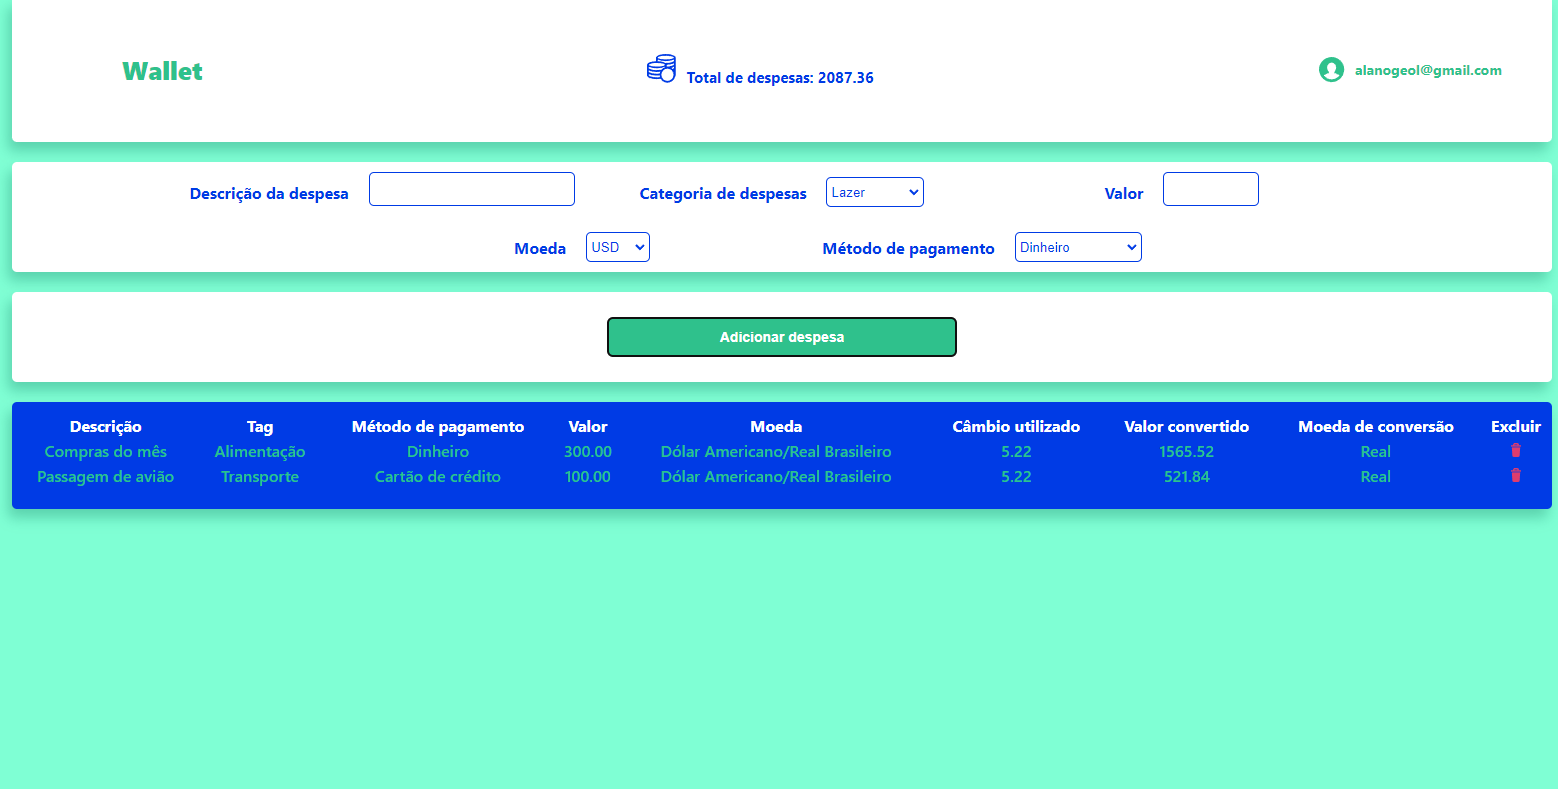 Wallet
Total de despesas: 2087.36
alanogeol@gmail.com
Descrição da despesa
Categoria de despesas Lazer
Valor
Moeda USD
Método de pagamento Dinheiro
Adicionar despesa
Descrição Tag Método de pagamento Valor Moeda Câmbio utilizado Valor convertido Moeda de conversão Excluir
Compras do mês Alimentação Dinheiro 300.00 Dólar Americano/Real Brasileiro 5.22 1565.52 Real
Passagem de avião Transporte Cartão de crédito 100.00 Dólar Americano/Real Brasileiro 5.22 521.84 Real